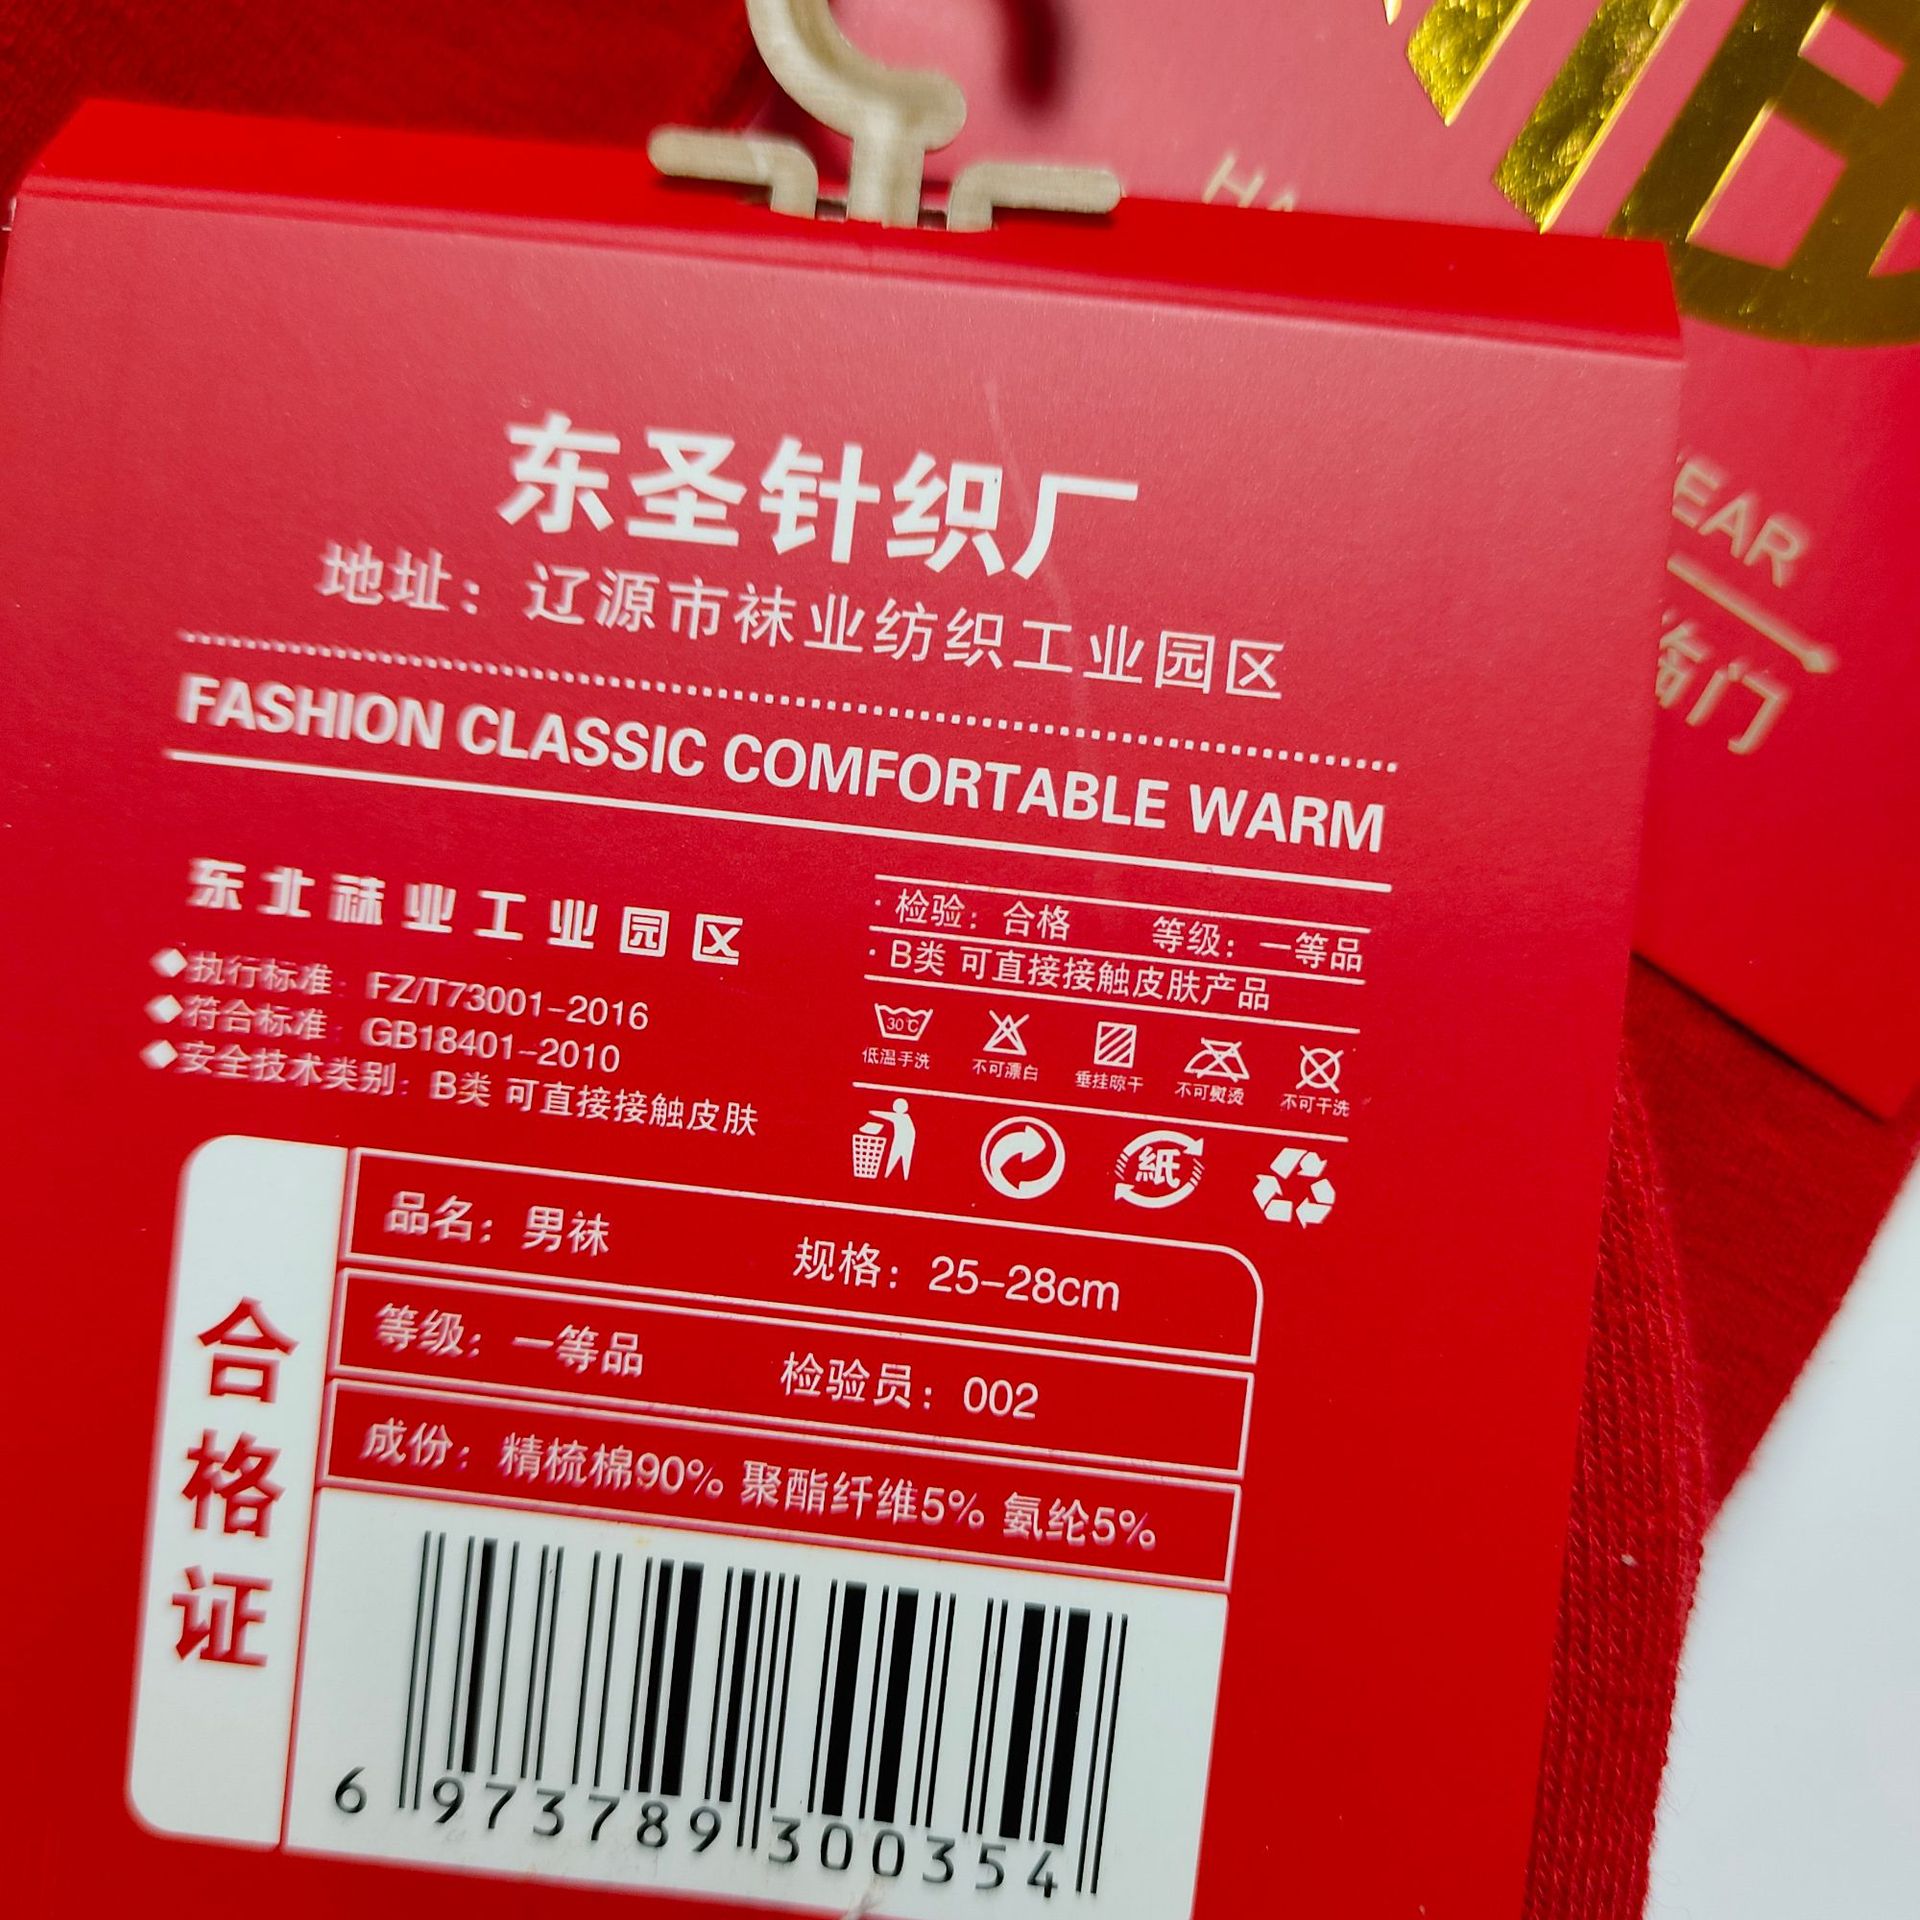 东圣针织厂
地址：辽源市袜业纺织工业园区
FASHION CLASSIC COMFORTABLE WARM
东北袜业工业园区
◆执行标准：FZ/T73001-2016
◆符合标准：GB18401-2010
◆安全技术类别：B类 可直接接触皮肤
·检验：合格 等级：一等品
·B类 可直接接触皮肤产品
30℃
低温手洗 不可漂白 垂挂晾干 不可熨烫 不可干洗
紙
合格证
品名：男袜 规格：25-28cm
等级：一等品 检验员：002
成份：精梳棉90% 聚酯纤维5% 氨纶5%
6 973789 300354
EAR
门